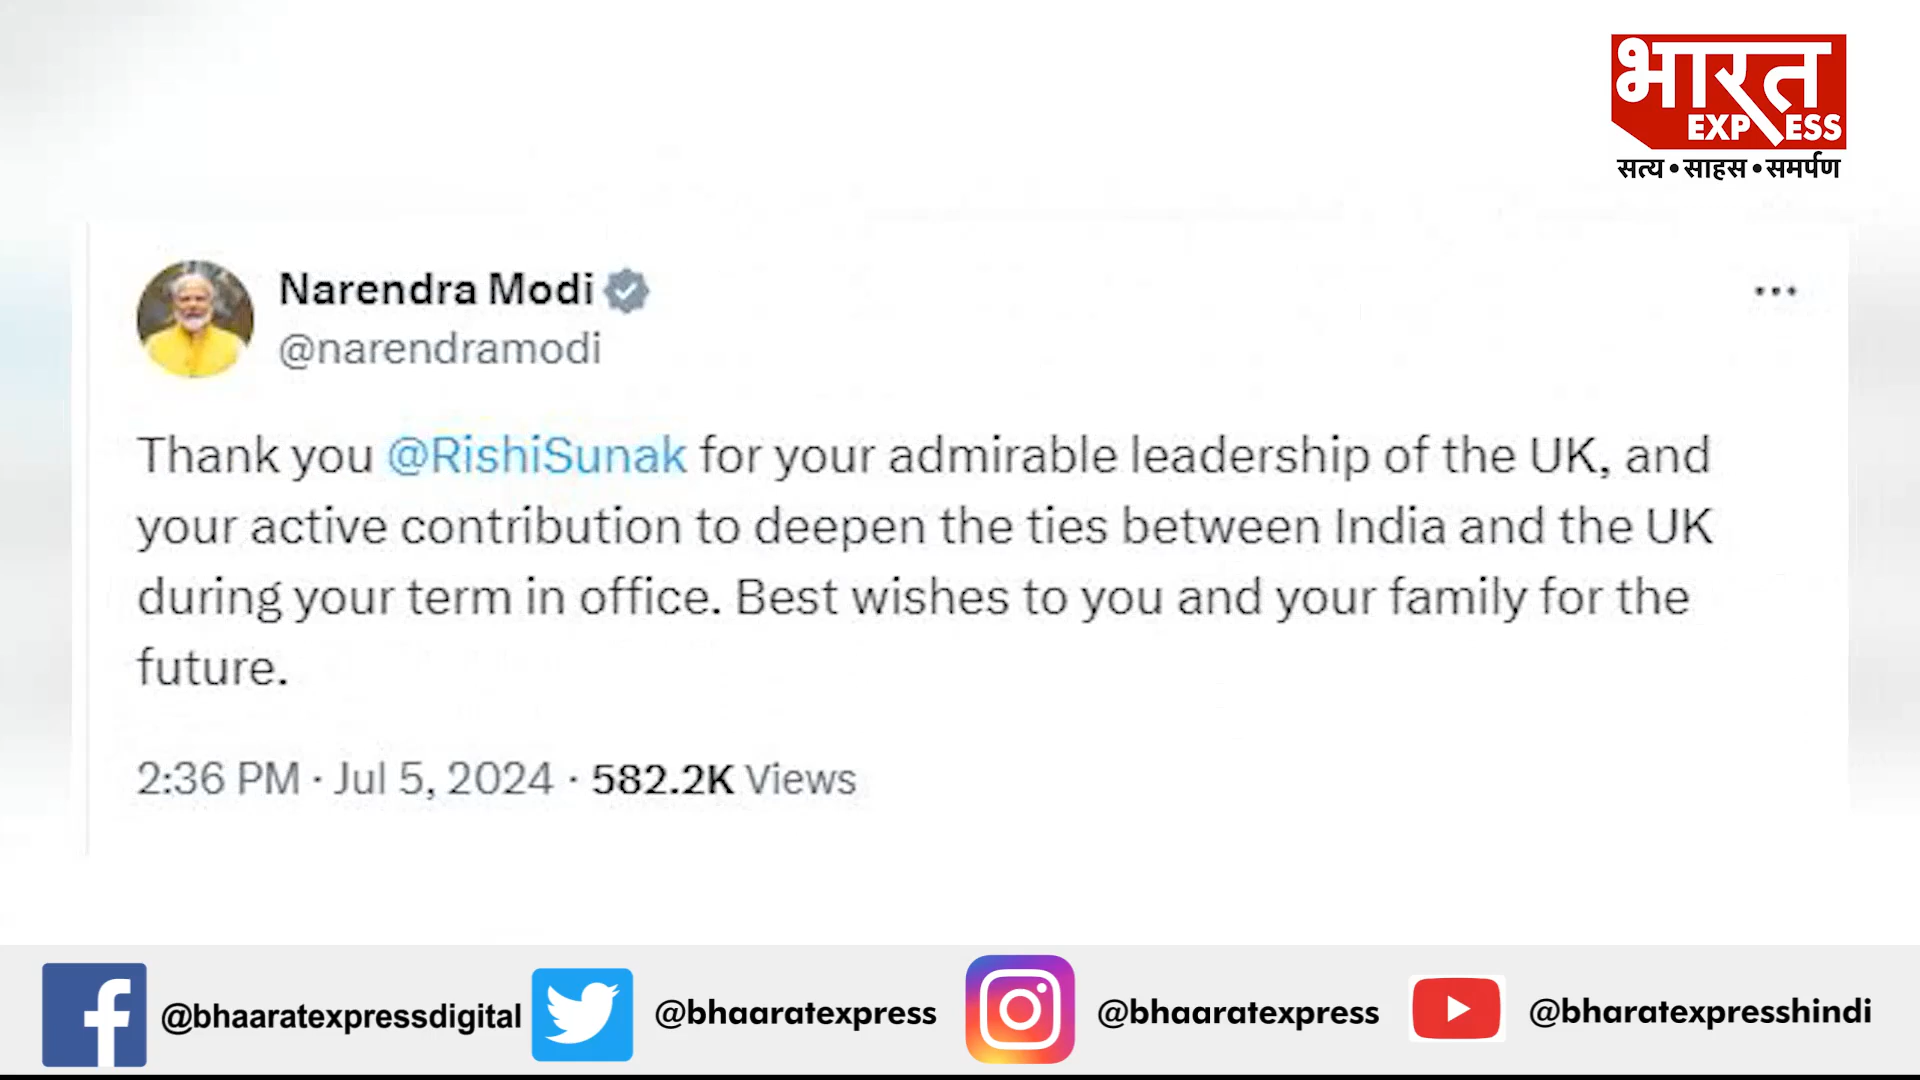 भारत
EXPRESS
सत्य • साहस • समर्पण
Narendra Modi
@narendramodi
Thank you @RishiSunak for your admirable leadership of the UK, and
your active contribution to deepen the ties between India and the UK
during your term in office. Best wishes to you and your family for the
future.
2:36 PM · Jul 5, 2024 · 582.2K Views
@bhaaratexpressdigital @bhaaratexpress @bhaaratexpress @bharatexpresshindi